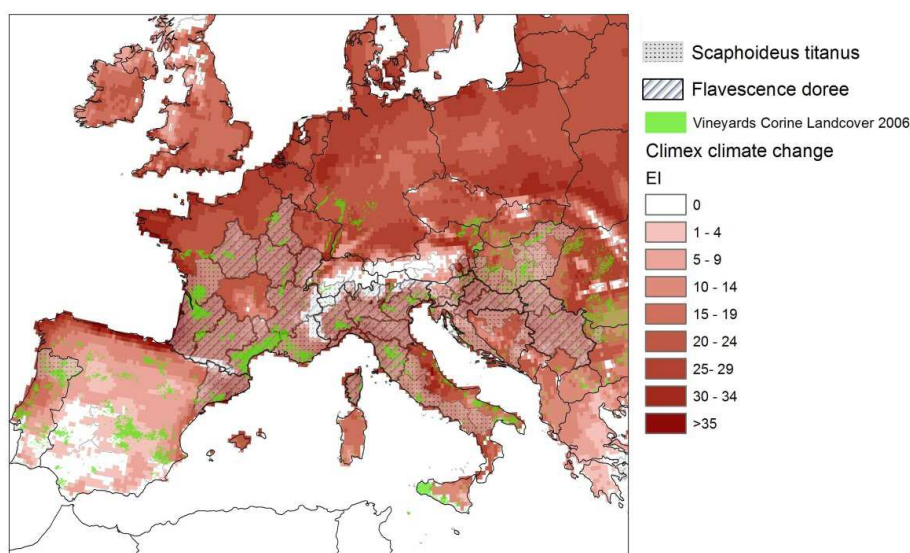 Scaphoideus titanus
Flavescence doree
Vineyards Corine Landcover 2006
Climex climate change
EI
0
1 - 4
5 - 9
10 - 14
15 - 19
20 - 24
25 - 29
30 - 34
>35